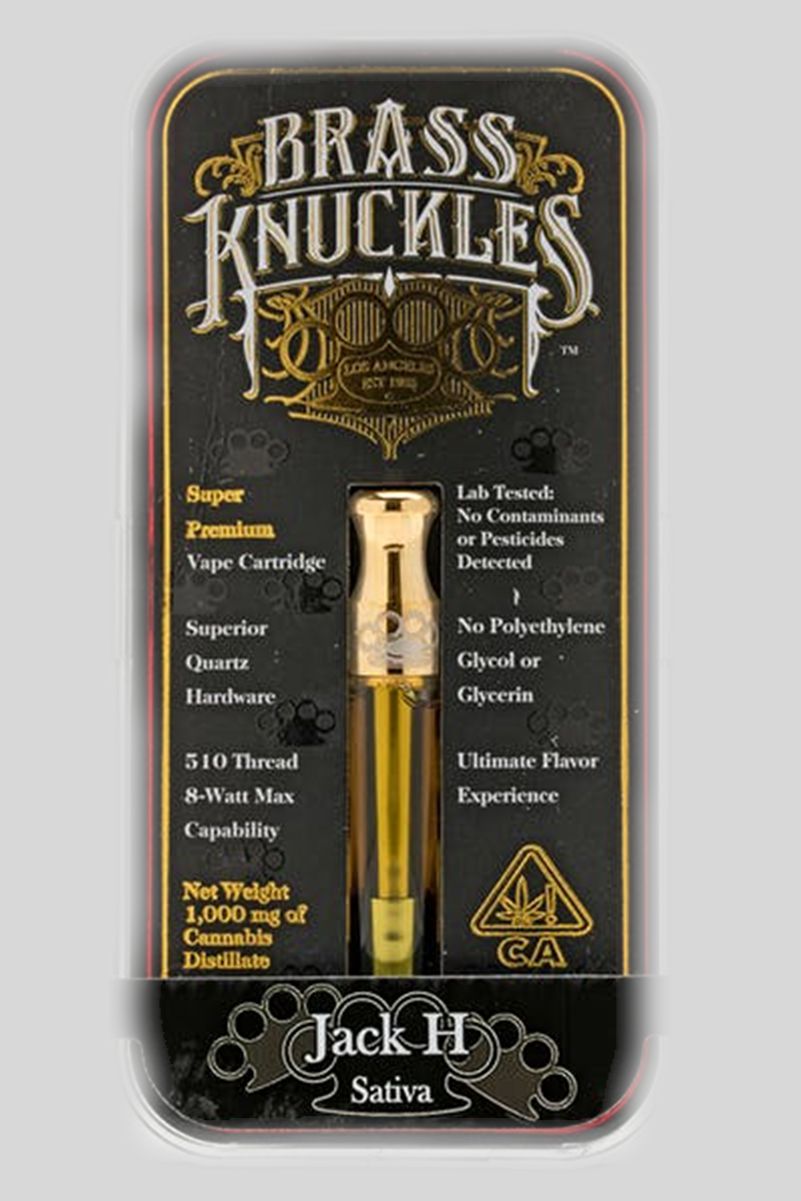 BRASS
KNUCKLES
TM
LOS ANGELES
Super
Premium
Vape Cartridge
Superior
Quartz
Hardware
510 Thread
8-Watt Max
Capability
Net Weight
1,000 mg of
Cannabis
Distillate
Lab Tested:
No Contaminants
or Pesticides
Detected
No Polyethylene
Glycol or
Glycerin
Ultimate Flavor
Experience
CA
Jack H
Sativa